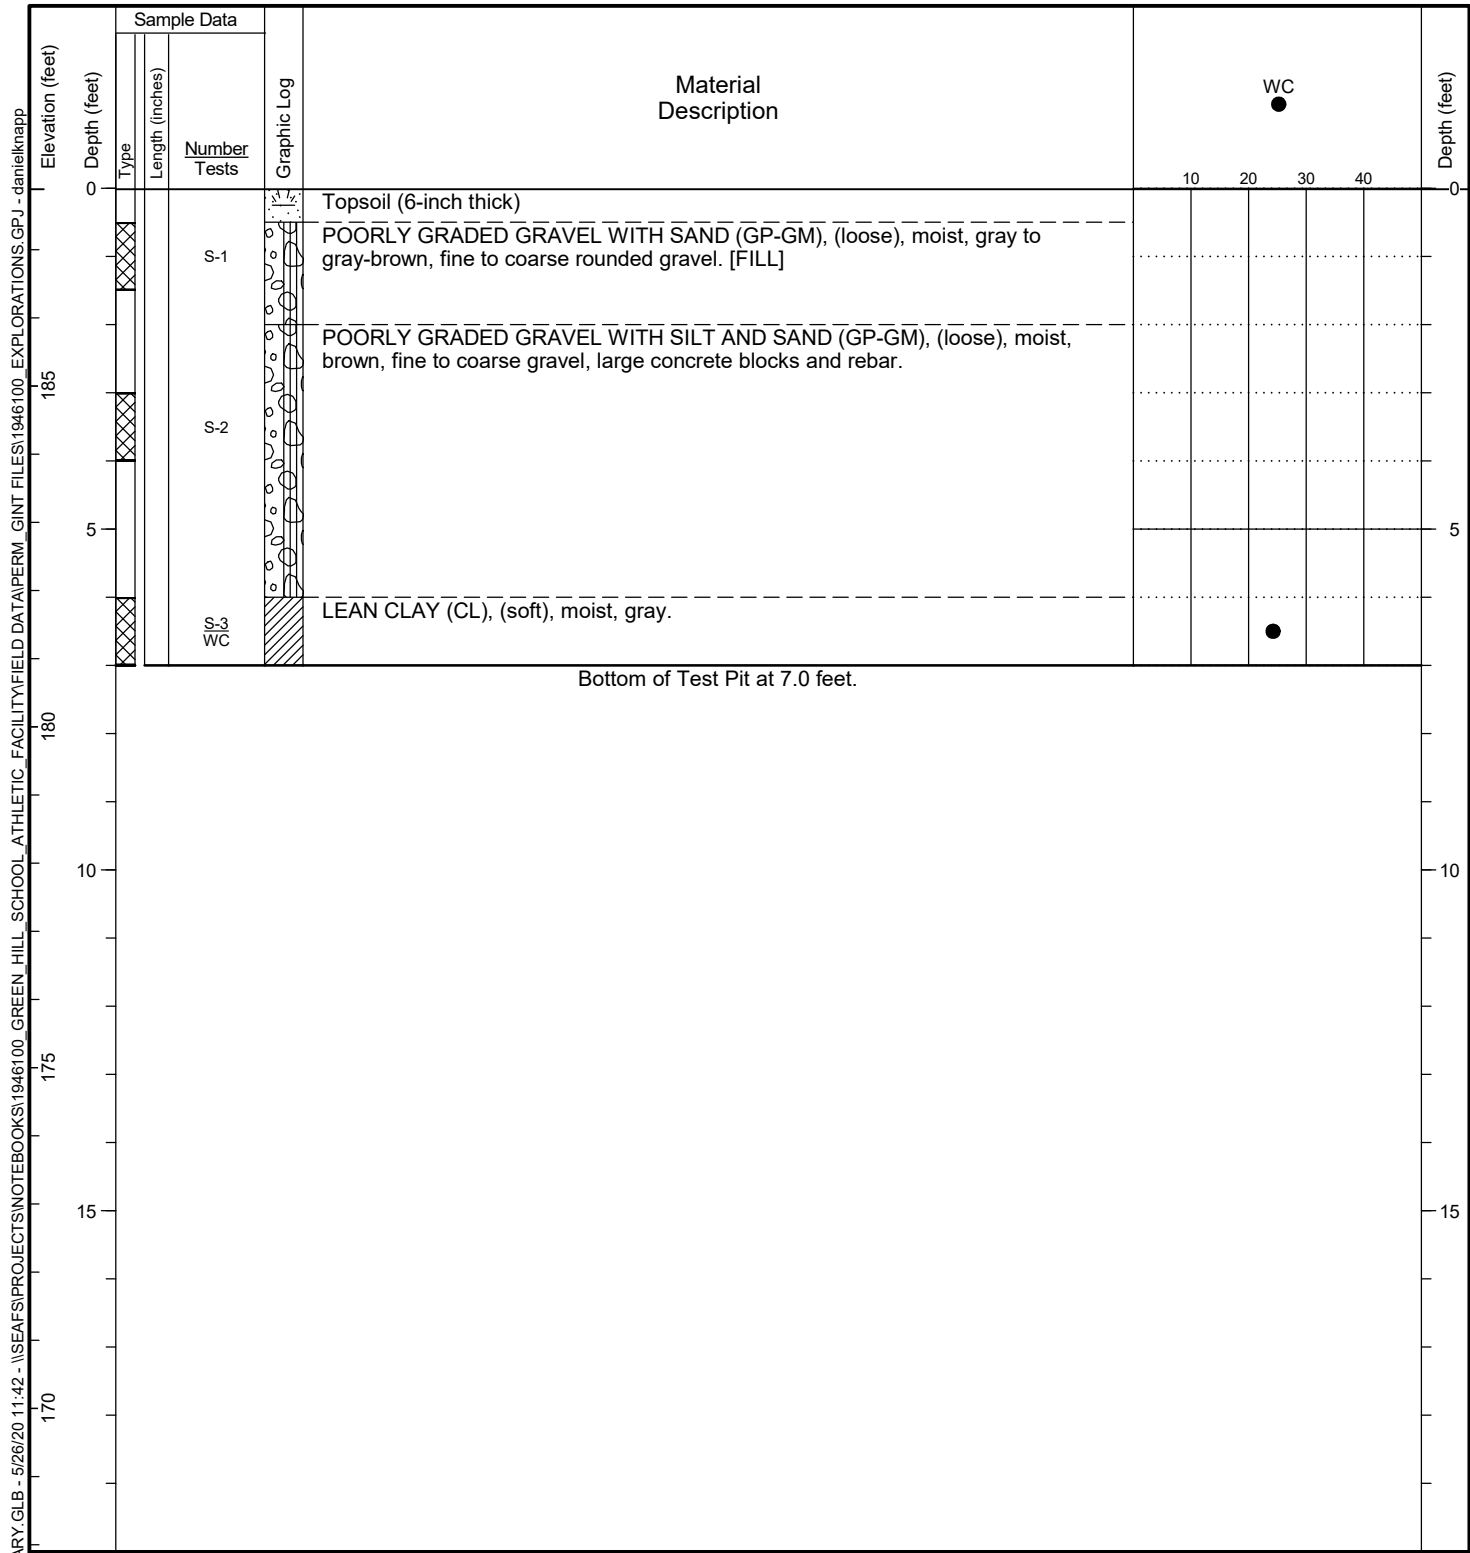 Sample Data
Elevation (feet)
Depth (feet)
Type
Length (inches)
Number
Tests
Graphic Log
Material
Description
WC
Depth (feet)
10 20 30 40
0 0
Topsoil (6-inch thick)
POORLY GRADED GRAVEL WITH SAND (GP-GM), (loose), moist, gray to
gray-brown, fine to coarse rounded gravel. [FILL]
S-1
POORLY GRADED GRAVEL WITH SILT AND SAND (GP-GM), (loose), moist,
brown, fine to coarse gravel, large concrete blocks and rebar.
185
S-2
5 5
LEAN CLAY (CL), (soft), moist, gray.
S-3
WC
Bottom of Test Pit at 7.0 feet.
180
10 10
175
15 15
170
ARY.GLB - 5/26/20 11:42 - \\SEAFS\PROJECTS\NOTEBOOKS\1946100_GREEN_HILL_SCHOOL_ATHLETIC_FACILITY\FIELD DATA\PERM_GINT FILES\1946100_EXPLORATIONS.GPJ - danielknapp